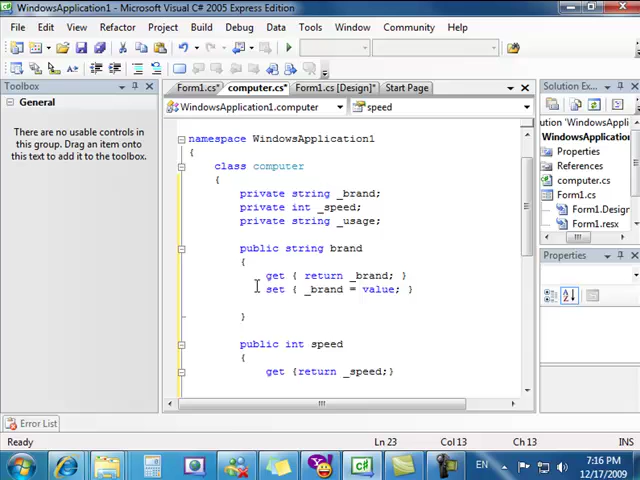 WindowsApplication1 - Microsoft Visual C# 2005 Express Edition
File Edit View Refactor Project Build Debug Data Tools Window Community Help
Toolbox
General
There are no usable controls in
this group. Drag an item onto
this text to add it to the toolbox.
Form1.cs* computer.cs* Form1.cs [Design]* Start Page
WindowsApplication1.computer speed
namespace WindowsApplication1
{
class computer
{
private string _brand;
private int _speed;
private string _usage;
public string brand
{
get { return _brand; }
set { _brand = value; }
}
public int speed
{
get {return _speed;}
Solution Ex...
olution 'WindowsApp
WindowsApplication
Properties
References
computer.cs
Form1.cs
Form1.Design
Form1.resx
Properties
Error List
Ready Ln 23 Col 13 Ch 13 INS
EN 7:16 PM
12/17/2009